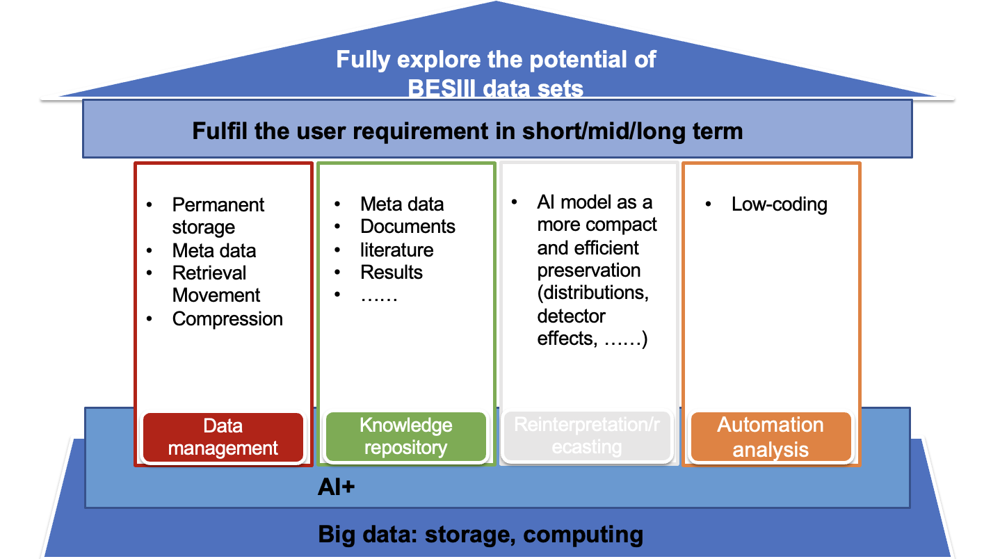 Fully explore the potential of
BESIII data sets
Fulfil the user requirement in short/mid/long term
• Permanent
storage
• Meta data
• Retrieval
Movement
• Compression
Data
management
• Meta data
• Documents
• literature
• Results
• ……
Knowledge
repository
• AI model as a
more compact
and efficient
preservation
(distributions,
detector
effects, ……)
Reinterpretation/r
ecasting
• Low-coding
Automation
analysis
AI+
Big data: storage, computing